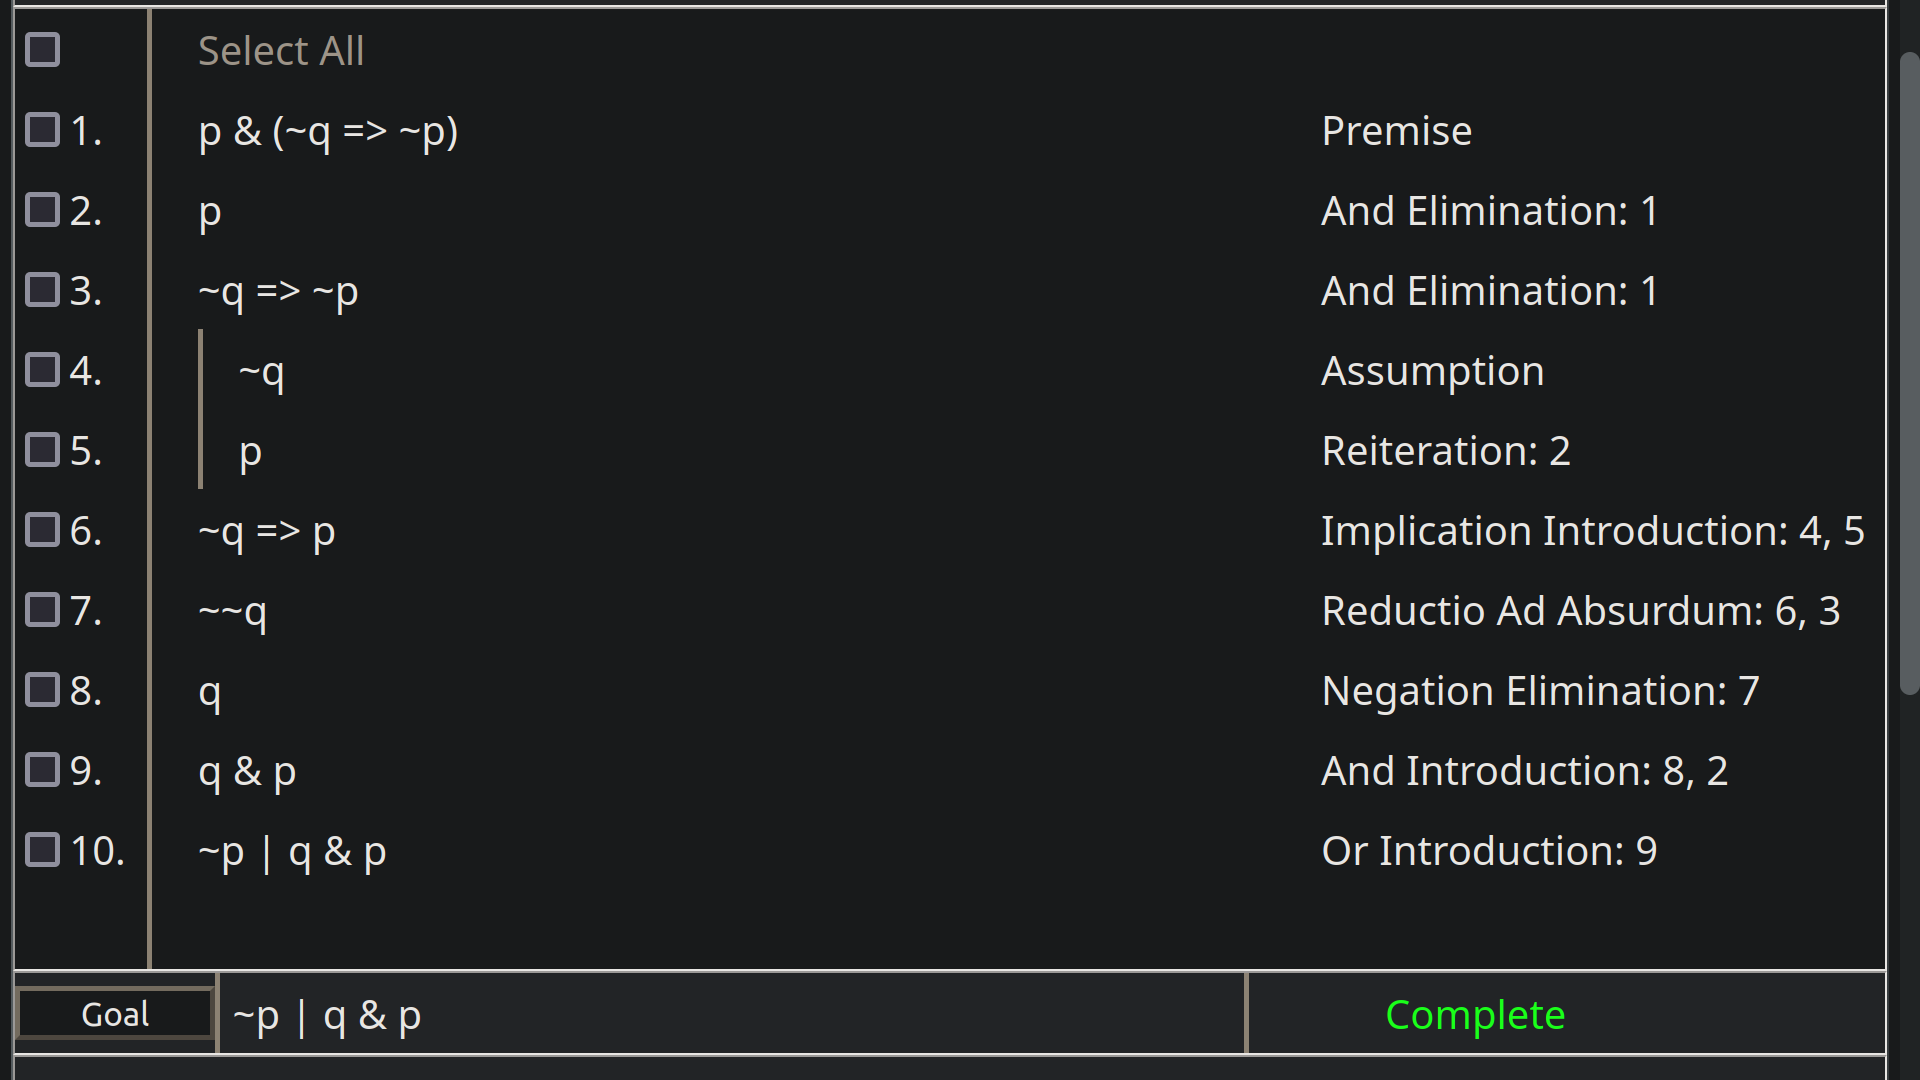 Select All
1. p & (~q => ~p) Premise
2. p And Elimination: 1
3. ~q => ~p And Elimination: 1
4. ~q Assumption
5. p Reiteration: 2
6. ~q => p Implication Introduction: 4, 5
7. ~~q Reductio Ad Absurdum: 6, 3
8. q Negation Elimination: 7
9. q & p And Introduction: 8, 2
10. ~p | q & p Or Introduction: 9
Goal ~p | q & p Complete